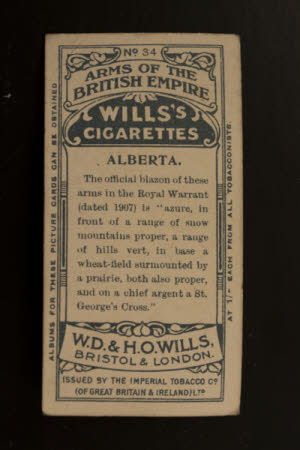 No 34
ARMS OF THE
BRITISH EMPIRE
WILLS'S
CIGARETTES
ALBERTA.
The official blazon of these
arms in the Royal Warrant
(dated 1907) is "azure, in
front of a range of snow
mountains proper, a range
of hills vert, in base a
wheat-field surmounted by
a prairie, both also proper,
and on a chief argent a St.
George's Cross."
W.D. & H.O. WILLS,
BRISTOL & LONDON.
ISSUED BY THE IMPERIAL TOBACCO CO
(OF GREAT BRITAIN & IRELAND) LTD
ALBUMS FOR THESE PICTURE CARDS CAN BE OBTAINED
AT 1/- EACH FROM ALL TOBACCONISTS.